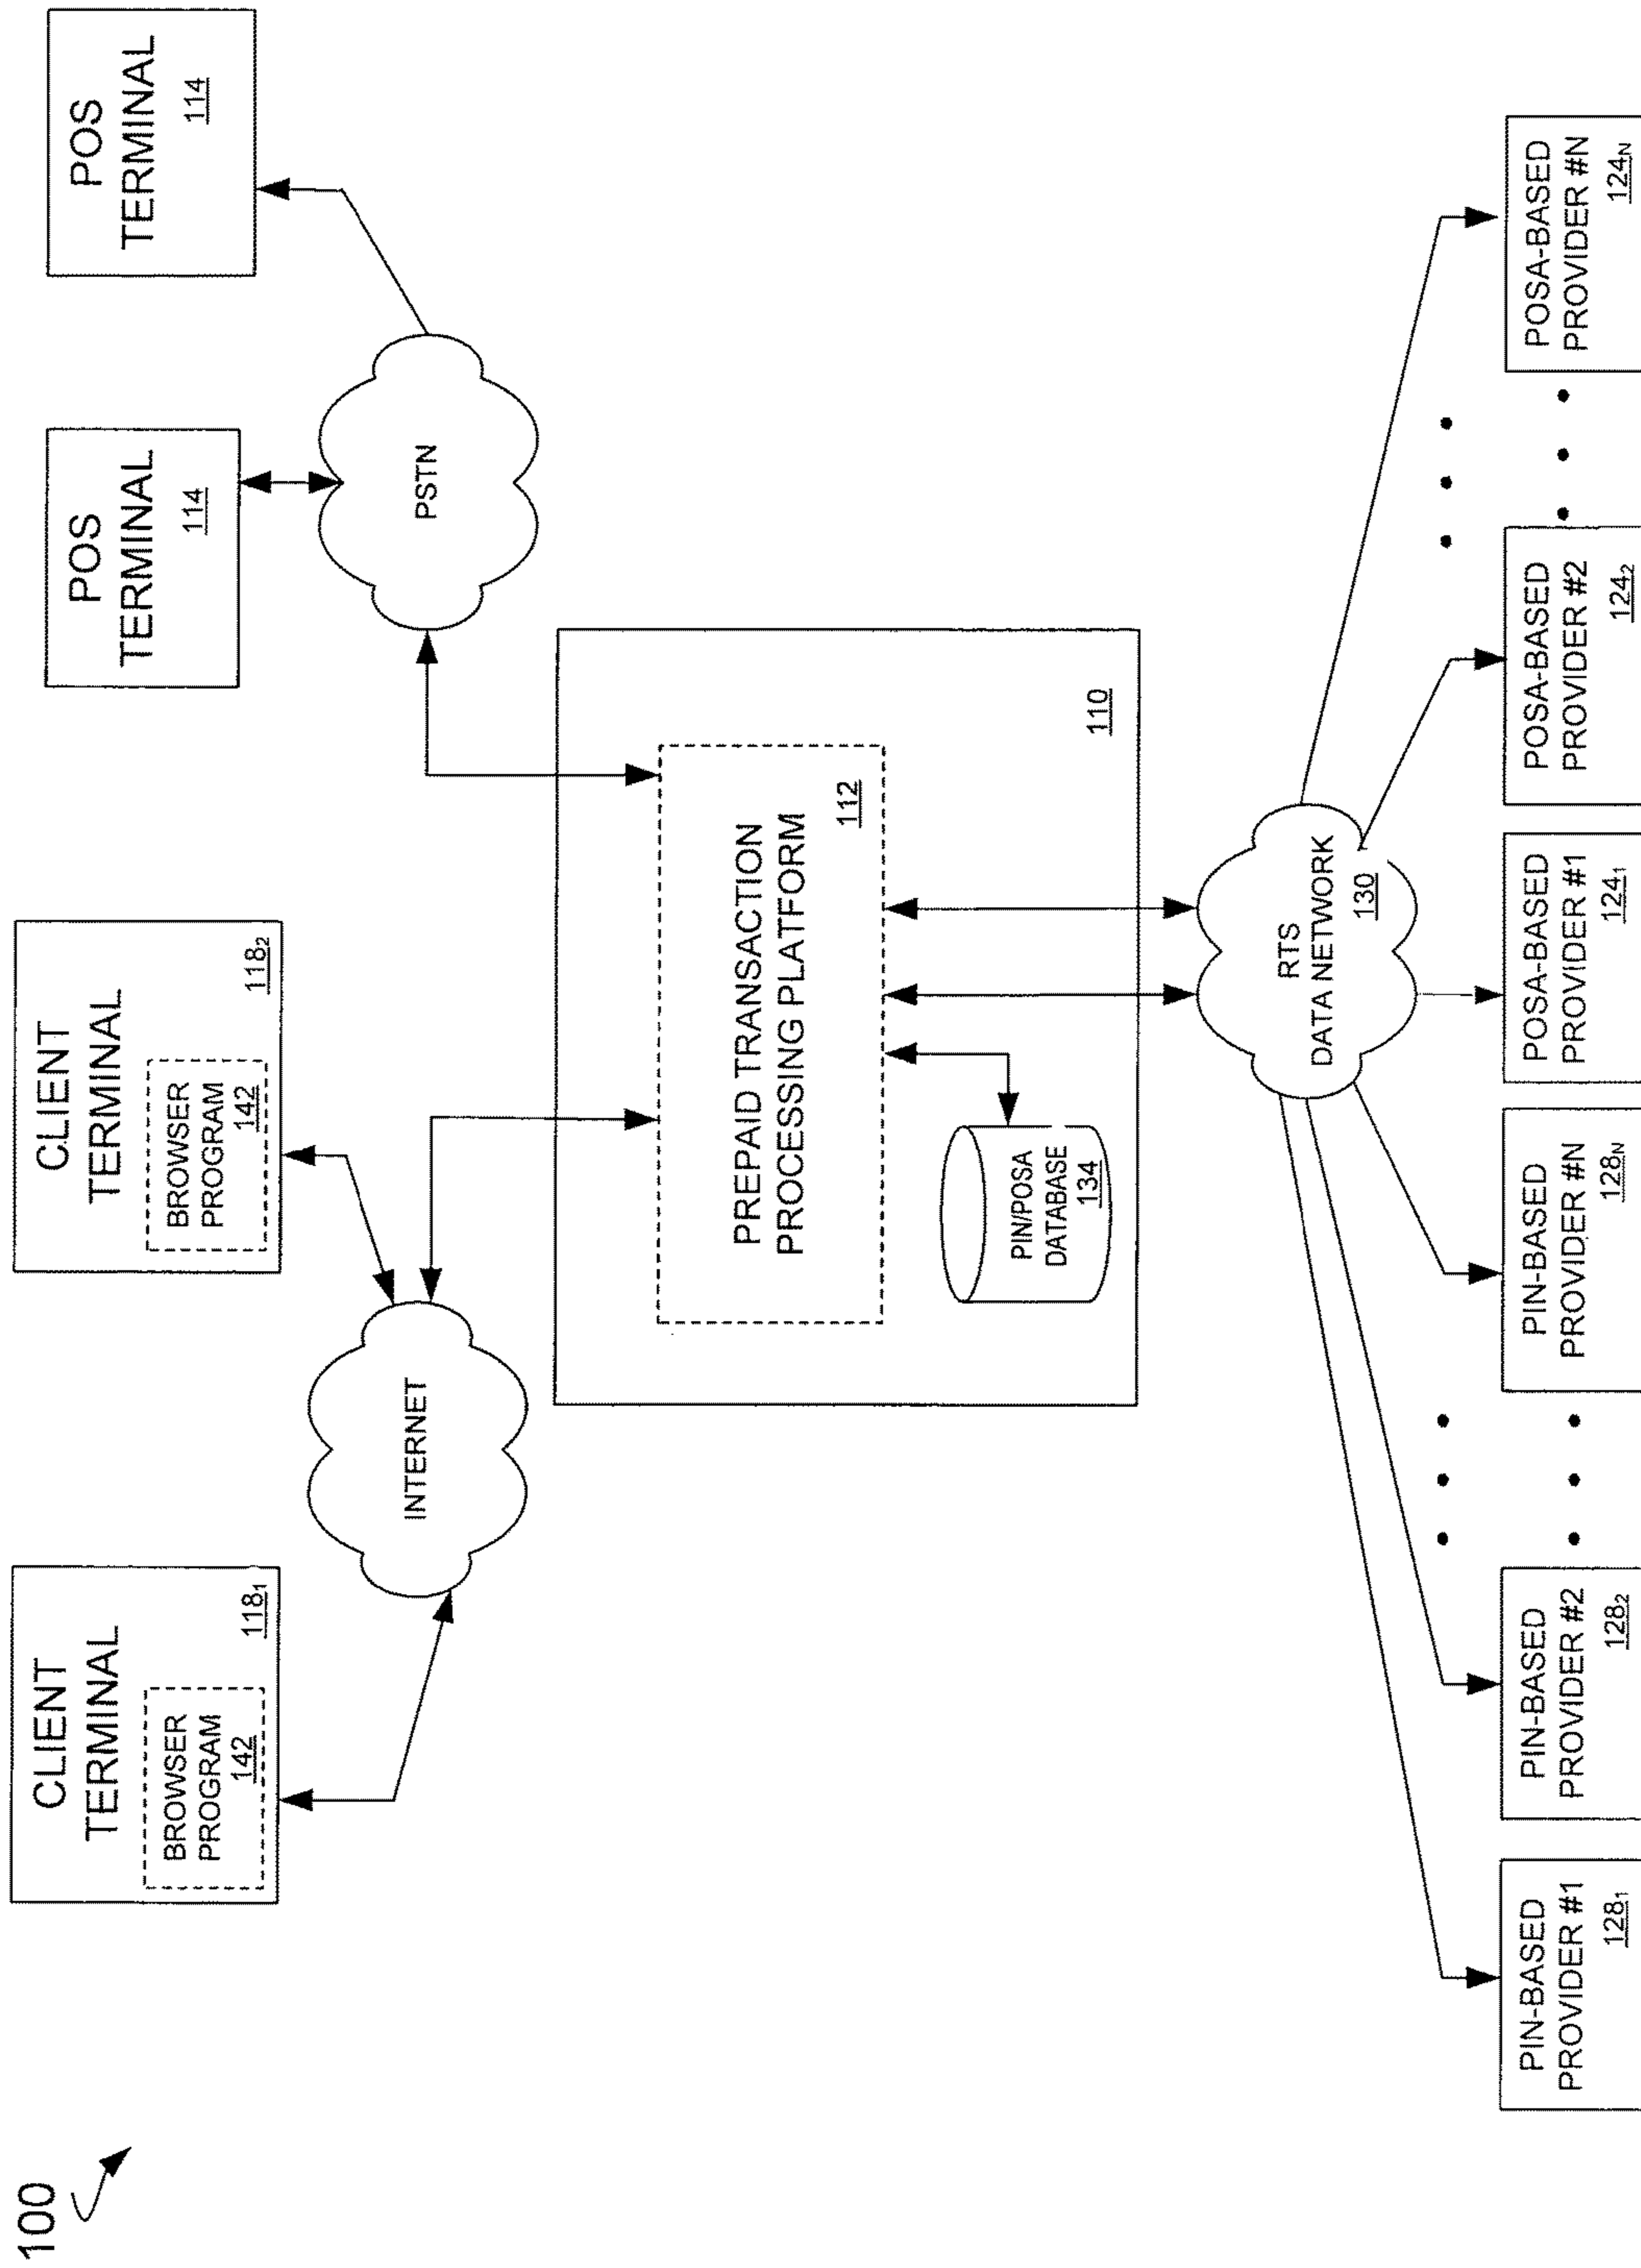 100
CLIENT
TERMINAL
BROWSER
PROGRAM
142
118₁
CLIENT
TERMINAL
BROWSER
PROGRAM
142
118₂
POS
TERMINAL
114
POS
TERMINAL
114
INTERNET
PSTN
PREPAID TRANSACTION
PROCESSING PLATFORM
112
PIN/POSA
DATABASE
134
110
RTS
DATA NETWORK
130
PIN-BASED
PROVIDER #1
128₁
PIN-BASED
PROVIDER #2
128₂
PIN-BASED
PROVIDER #N
128N
POSA-BASED
PROVIDER #1
124₁
POSA-BASED
PROVIDER #2
124₂
POSA-BASED
PROVIDER #N
124N